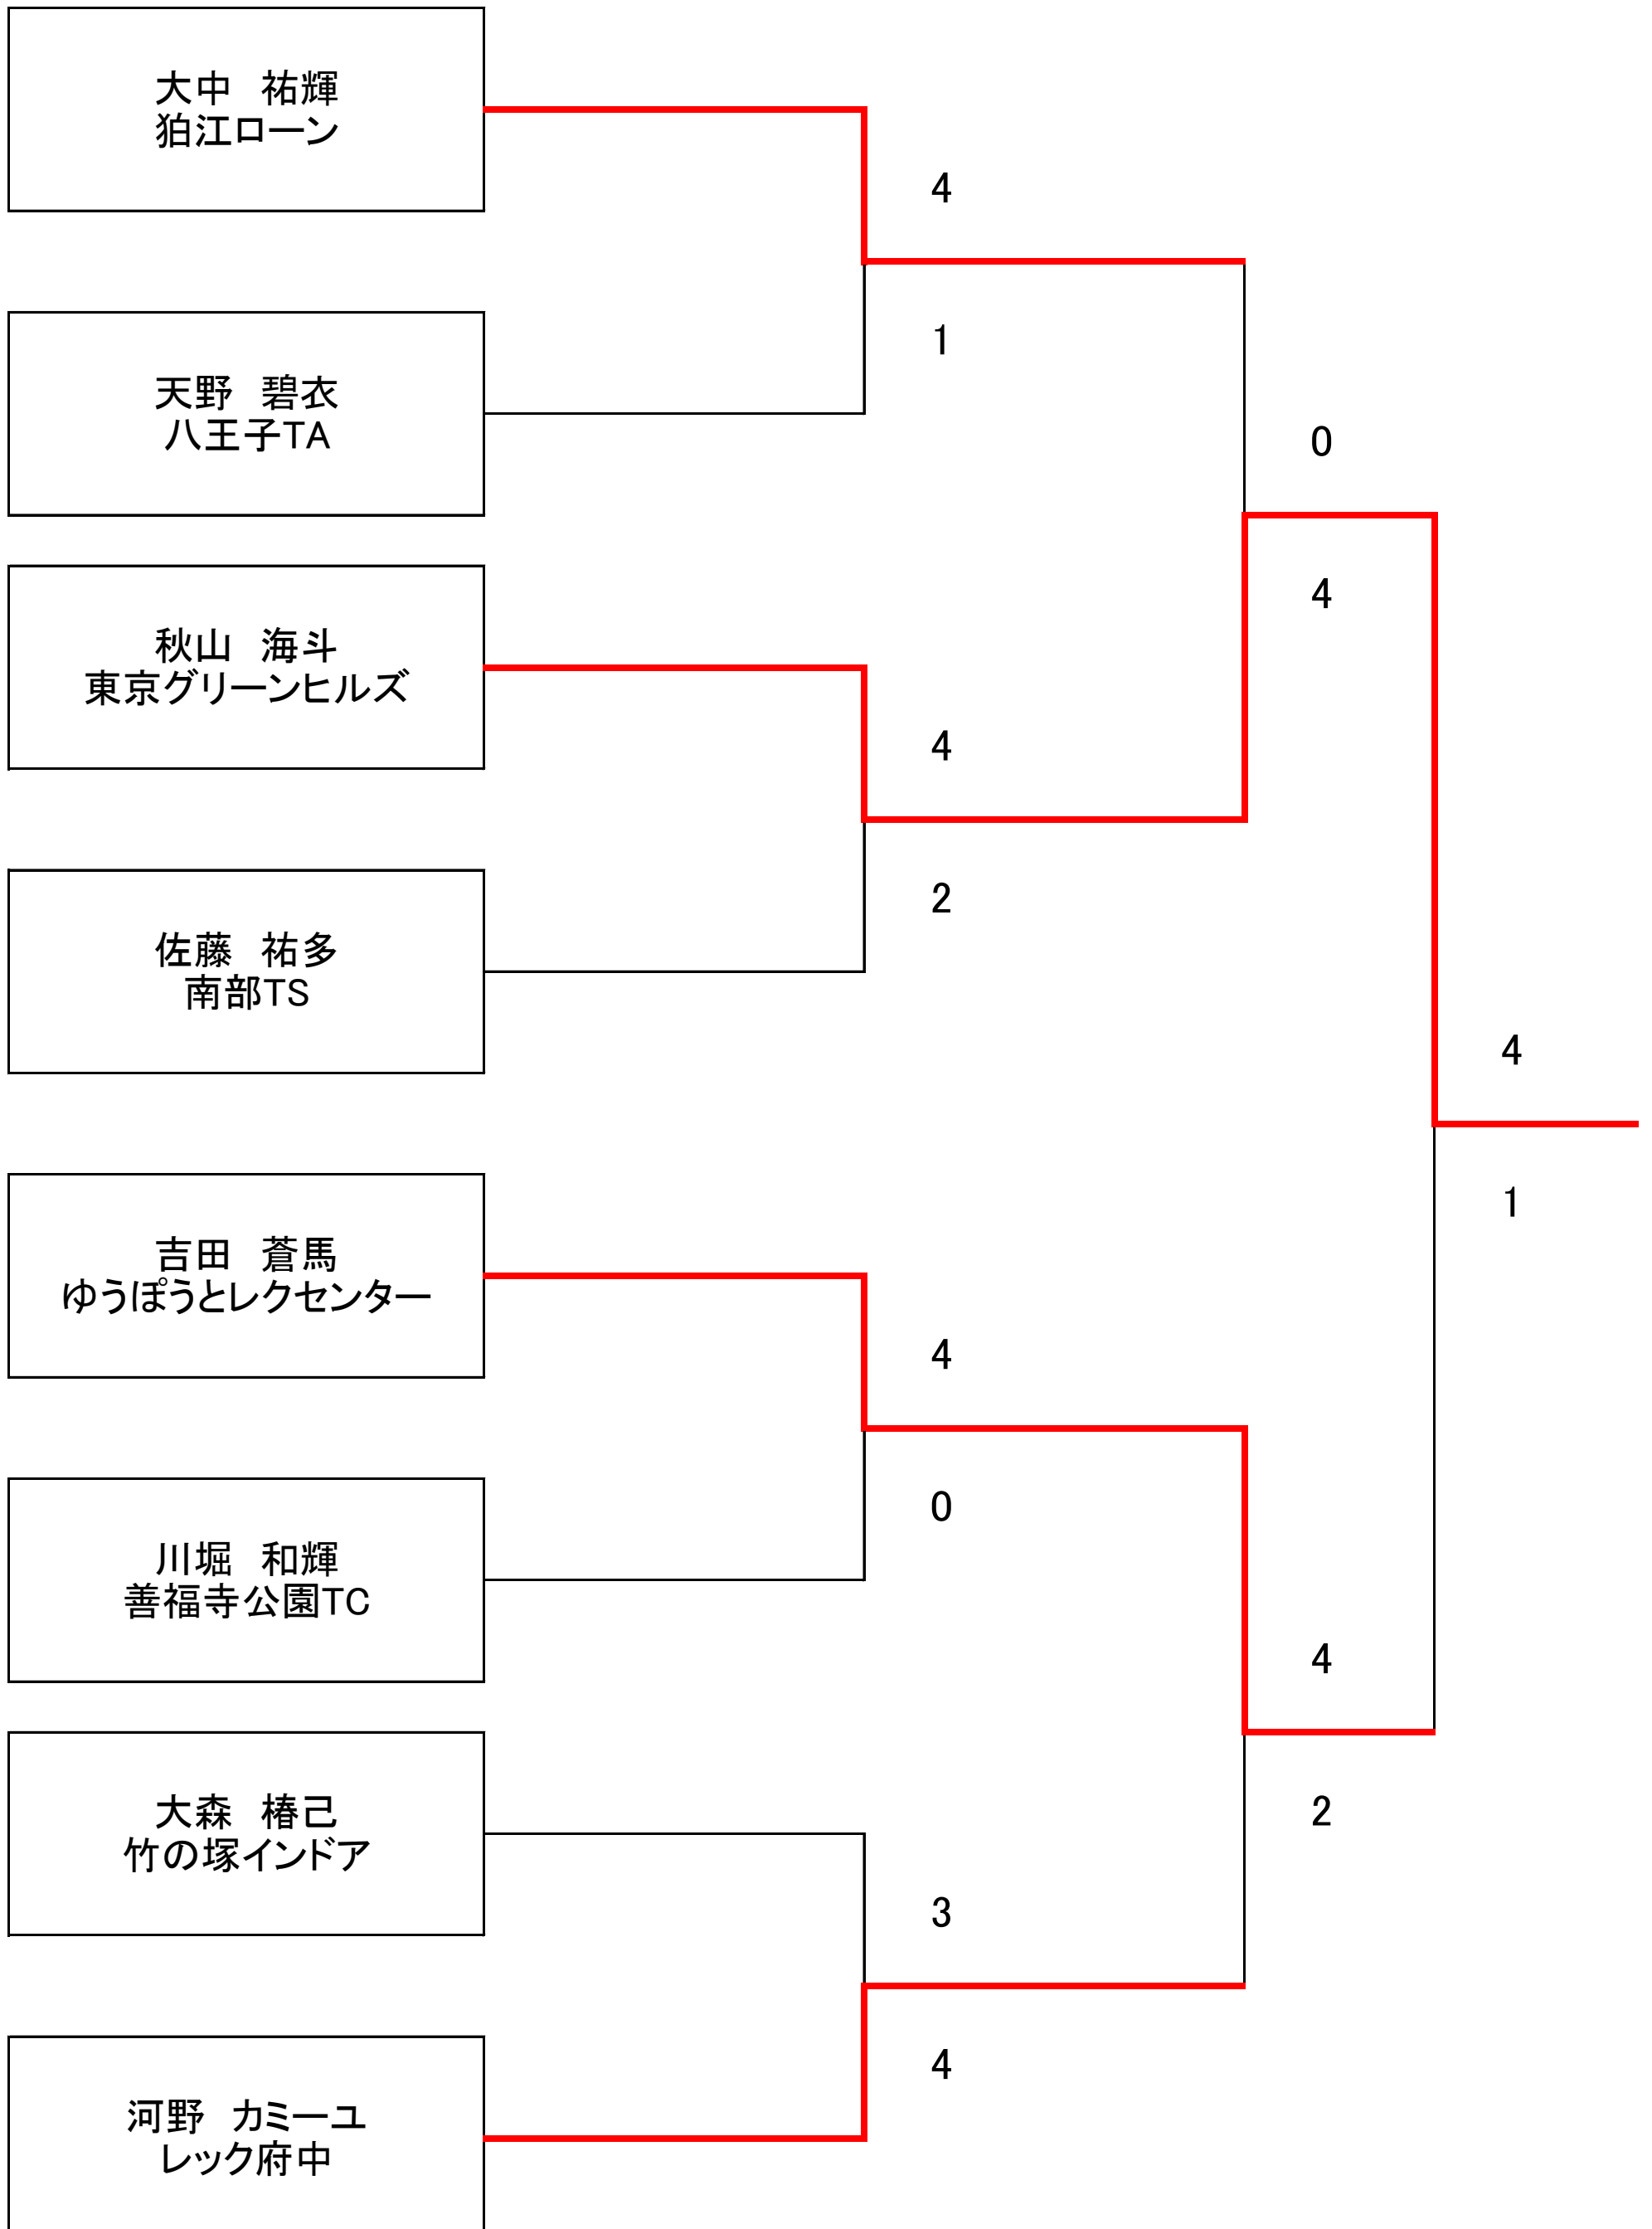 大中　祐輝
狛江ローン
4
1
天野　碧衣
八王子TA
0
4
秋山　海斗
東京グリーンヒルズ
4
2
佐藤　祐多
南部TS
4
1
吉田　蒼馬
ゆうぽうとレクセンター
4
0
川堀　和輝
善福寺公園TC
4
2
大森　椿己
竹の塚インドア
3
4
河野　カミーユ
レック府中